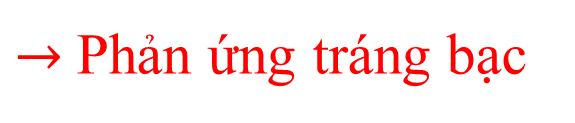 → Phản ứng tráng bạc